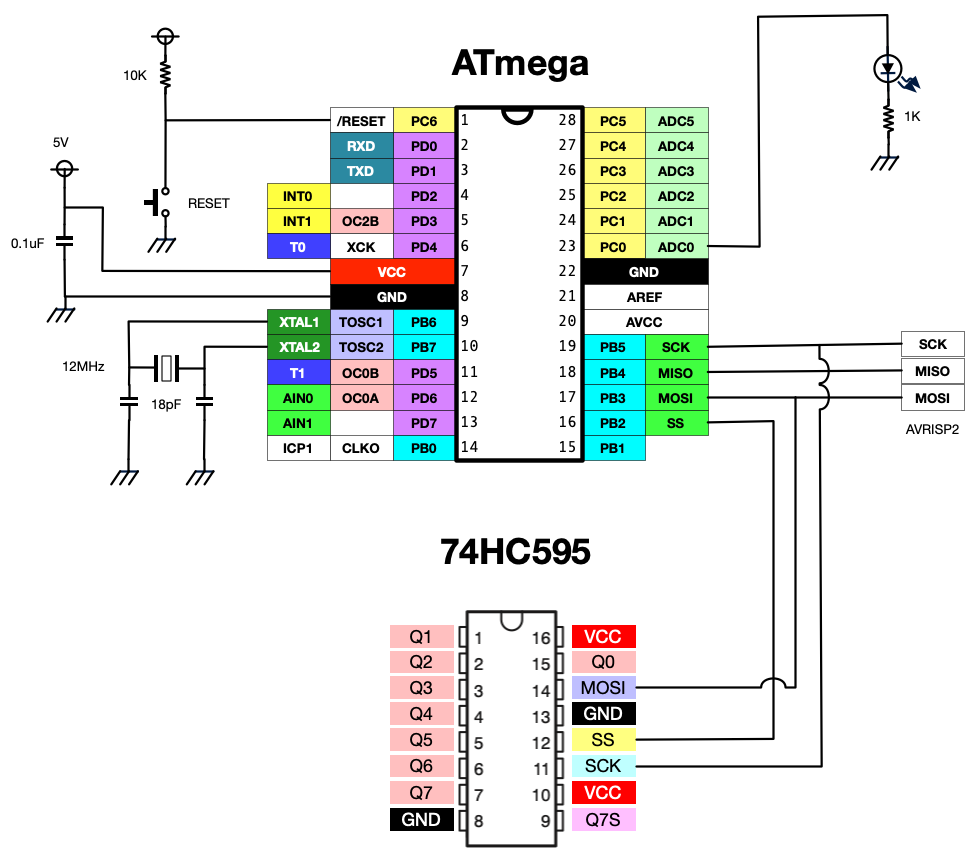 ATmega
10K
1K
/RESET PC6 1 28 PC5 ADC5
5V
RXD PD0 2 27 PC4 ADC4
TXD PD1 3 26 PC3 ADC3
INT0 PD2 4 25 PC2 ADC2
RESET
INT1 OC2B PD3 5 24 PC1 ADC1
0.1uF
T0 XCK PD4 6 23 PC0 ADC0
VCC 7 22 GND
GND 8 21 AREF
XTAL1 TOSC1 PB6 9 20 AVCC
XTAL2 TOSC2 PB7 10 19 PB5 SCK SCK
12MHz
T1 OC0B PD5 11 18 PB4 MISO MISO
18pF
AIN0 OC0A PD6 12 17 PB3 MOSI MOSI
AIN1 PD7 13 16 PB2 SS
AVRISP2
ICP1 CLKO PB0 14 15 PB1
74HC595
Q1 1 16 VCC
Q2 2 15 Q0
Q3 3 14 MOSI
Q4 4 13 GND
Q5 5 12 SS
Q6 6 11 SCK
Q7 7 10 VCC
GND 8 9 Q7S